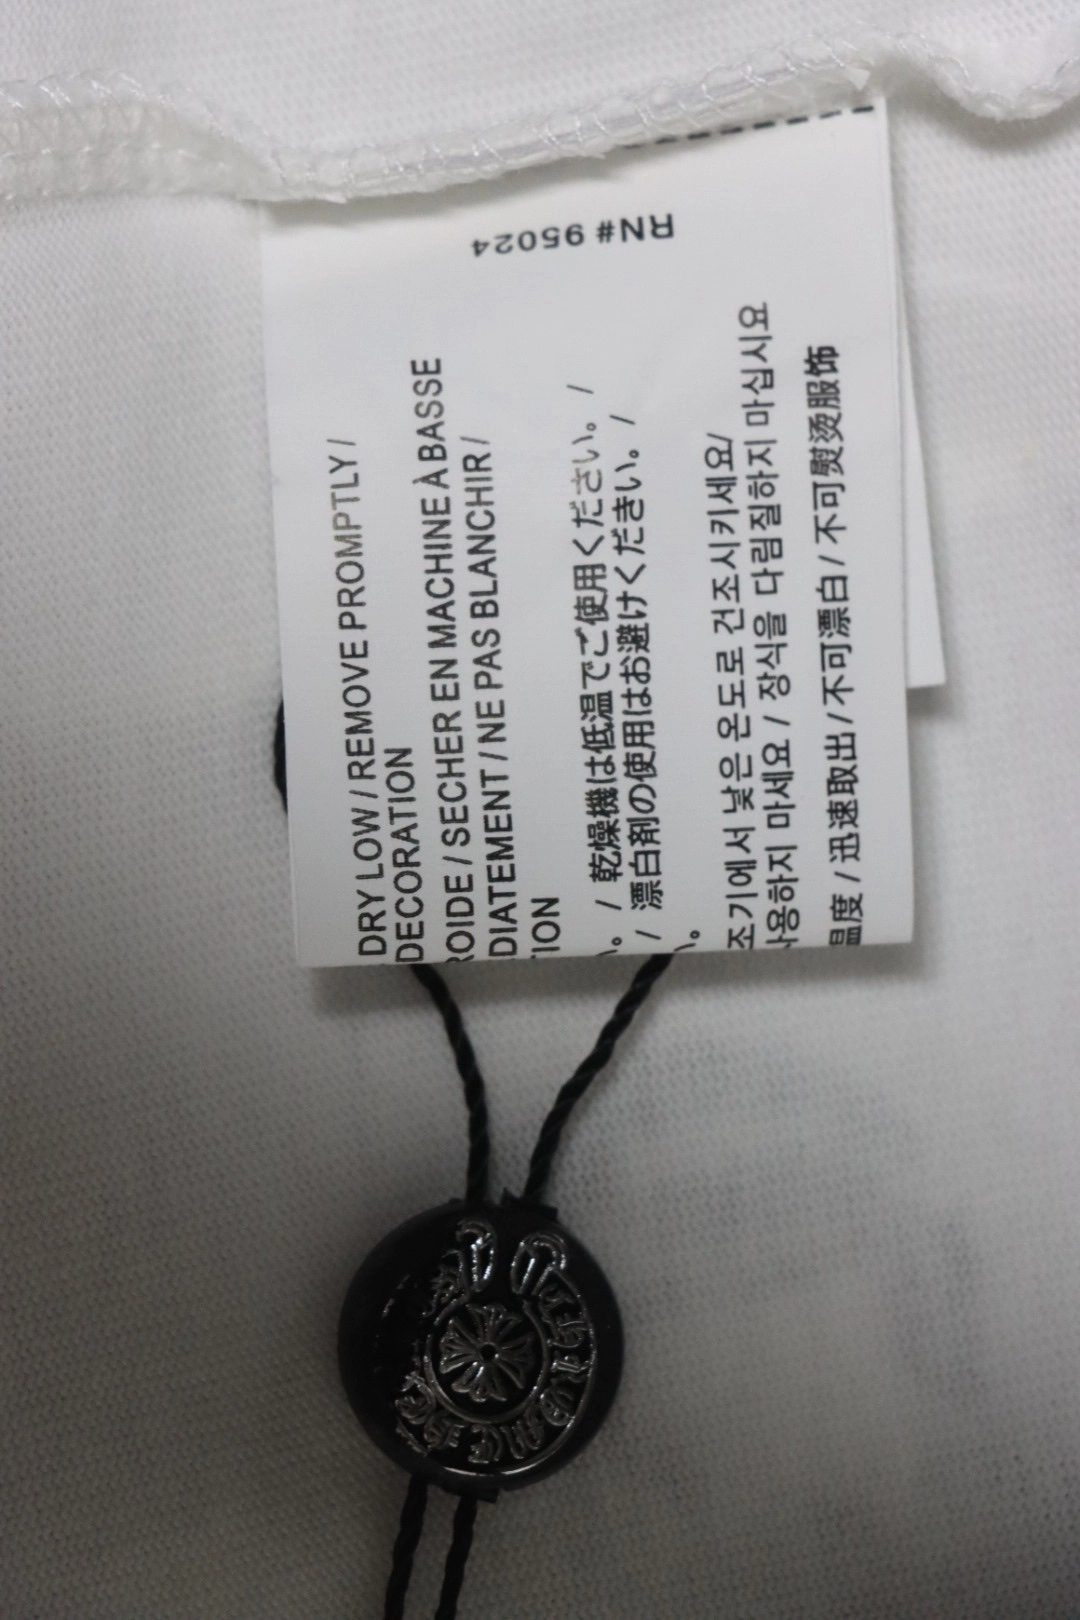 RN# 95024
DRY LOW / REMOVE PROMPTLY /
DECORATION
ROIDE / SECHER EN MACHINE À BASSE
DIATEMENT / NE PAS BLANCHIR /
TION
い。 / 乾燥機は低温でご使用ください。 /
/ 漂白剤の使用はお避けくだきい。 /
い。
조기에서 낮은 온도로 건조시키세요/
사용하지 마세요 / 장식을 다림질하지 마십시요
温度 / 迅速取出 / 不可漂白 / 不可熨烫服饰